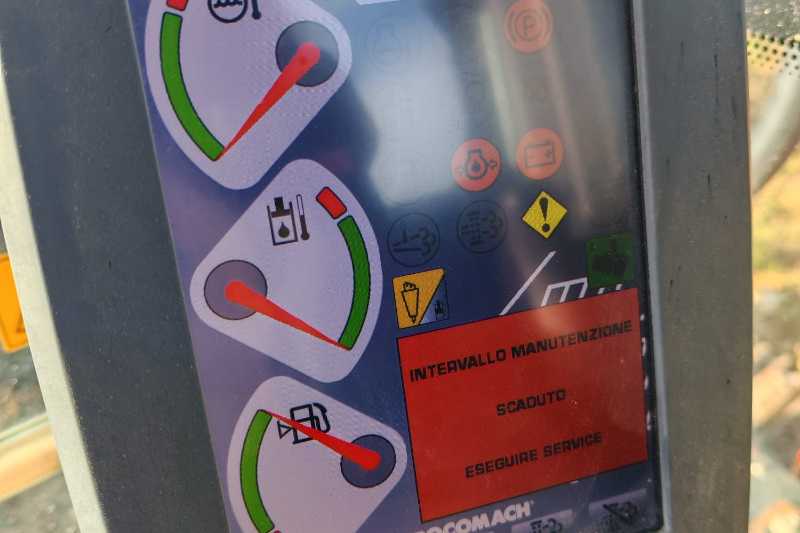 INTERVALLO MANUTENZIONE
SCADUTO
ESEGUIRE SERVICE